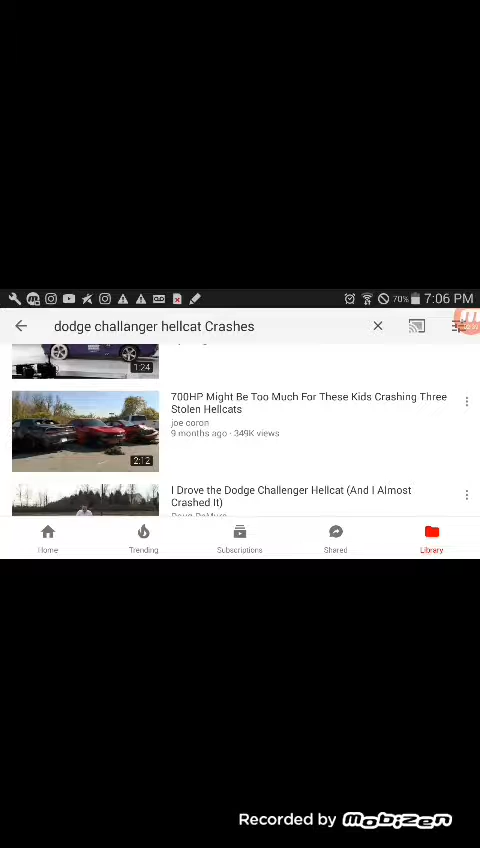 70% 7:06 PM
dodge challanger hellcat Crashes
1:24
700HP Might Be Too Much For These Kids Crashing Three
Stolen Hellcats
joe coron
9 months ago · 349K views
2:12
I Drove the Dodge Challenger Hellcat (And I Almost
Crashed It)
Home
Trending
Subscriptions
Shared
Library
Recorded by Mobizen